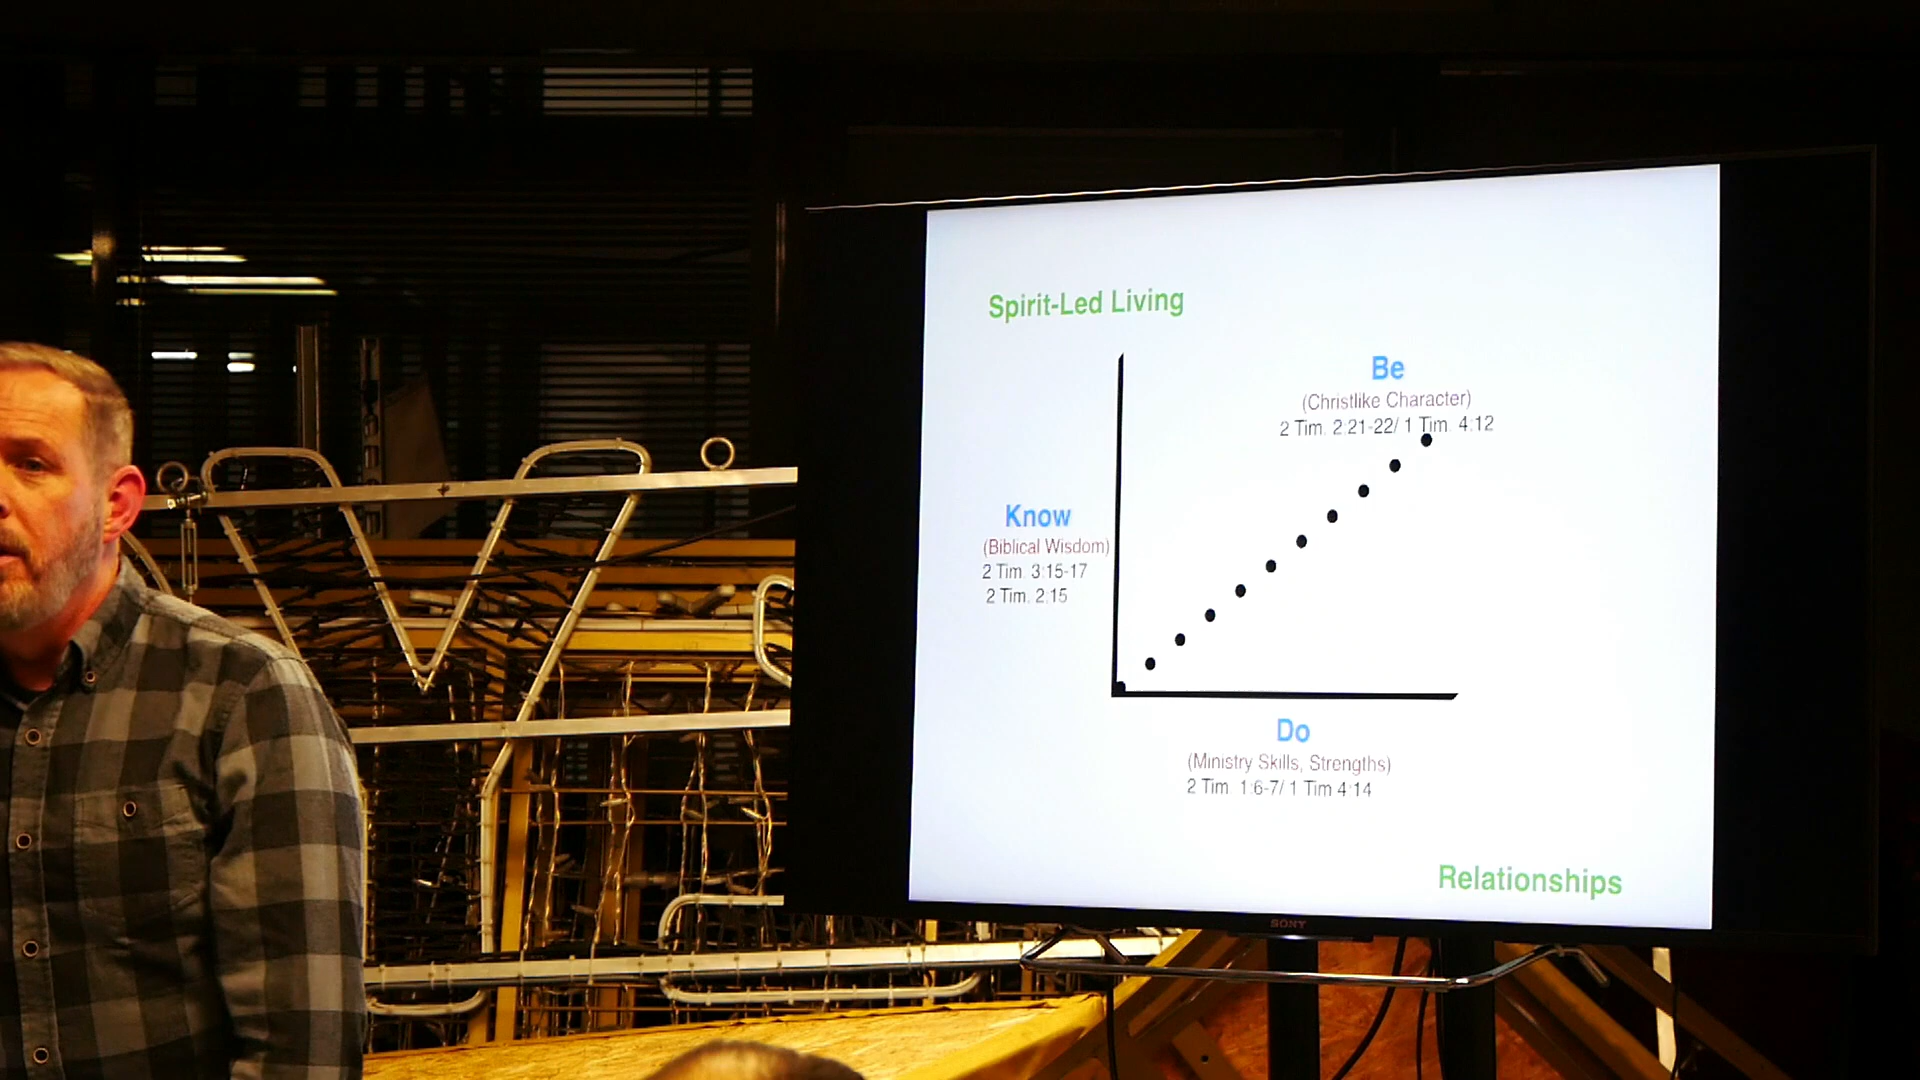 Spirit-Led Living
Be
(Christlike Character)
2 Tim. 2:21-22/ 1 Tim. 4:12
Know
(Biblical Wisdom)
2 Tim. 3:15-17
2 Tim. 2:15
Do
(Ministry Skills, Strengths)
2 Tim. 1:6-7/ 1 Tim 4:14
Relationships
SONY